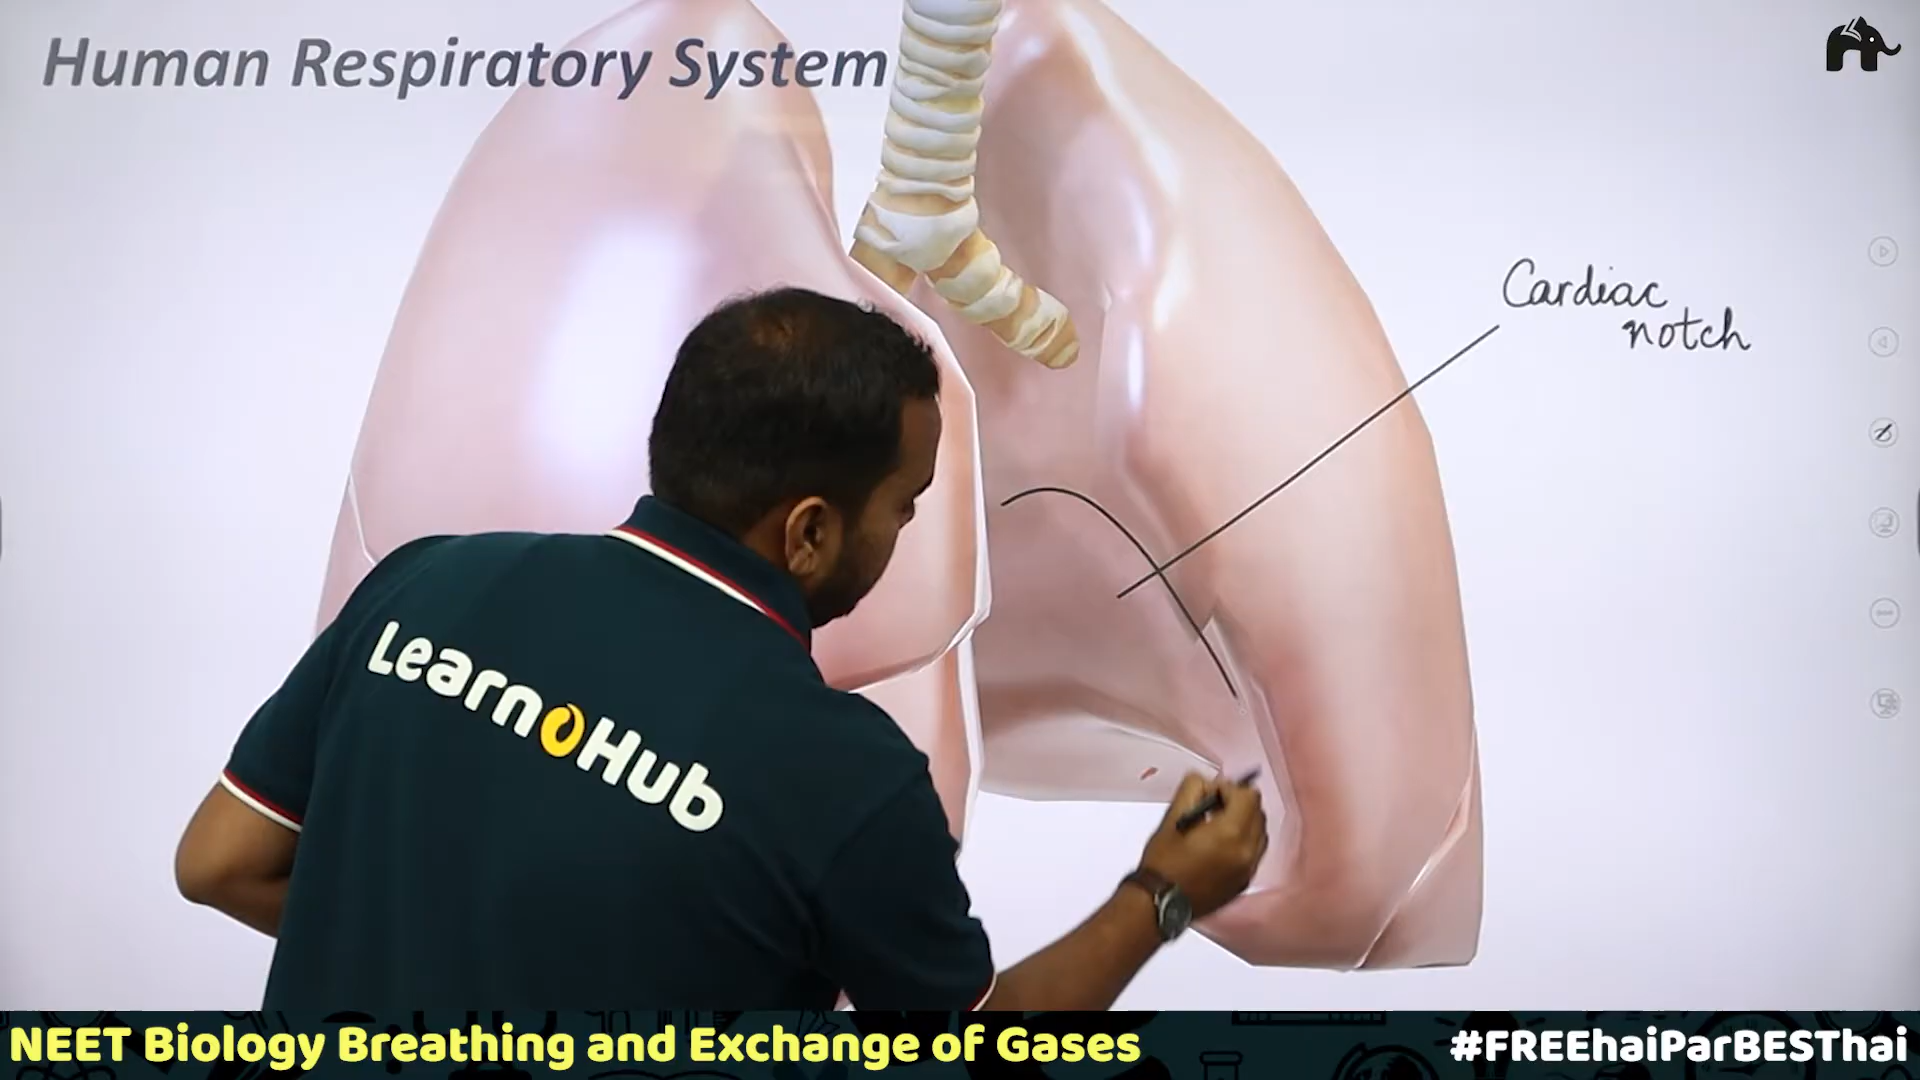 Human Respiratory System
Cardiac
notch
LearnoHub
NEET Biology Breathing and Exchange of Gases
#FREEhaiParBESThai